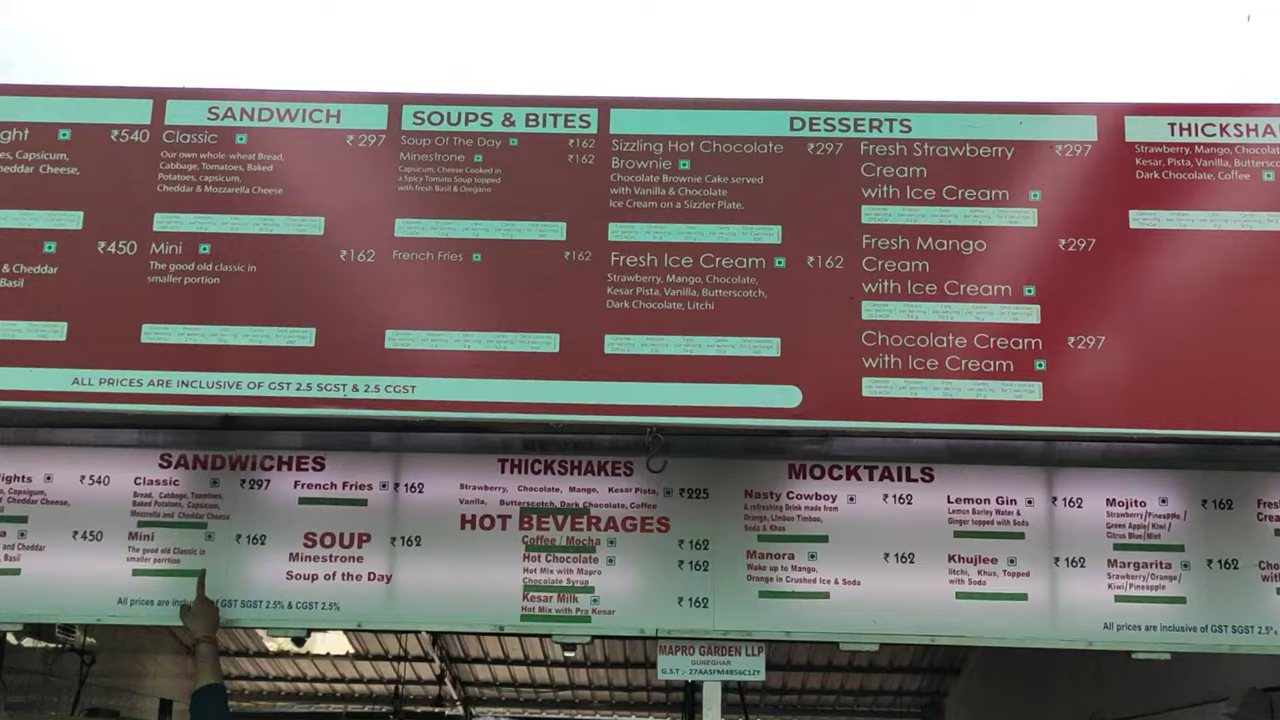 ght ₹540
es, Capsicum,
heddar Cheese,
₹450
& Cheddar
Basil
SANDWICH
Classic ₹297
Our own whole-wheat Bread,
Cabbage, Tomatoes, Baked
Potatoes, capsicum,
Cheddar & Mozzarella Cheese
Mini ₹162
The good old classic in
smaller portion
SOUPS & BITES
Soup Of The Day ₹162
Minestrone ₹162
Capsicum, Cheese Cooked in
a Spicy Tomato Soup topped
with fresh Basil & Oregano
French Fries ₹162
DESSERTS
Sizzling Hot Chocolate ₹297
Brownie
Chocolate Brownie Cake served
with Vanilla & Chocolate
Ice Cream on a Sizzler Plate.
Fresh Ice Cream ₹162
Strawberry, Mango, Chocolate,
Kesar Pista, Vanilla, Butterscotch,
Dark Chocolate, Litchi
Fresh Strawberry ₹297
Cream
with Ice Cream
Fresh Mango ₹297
Cream
with Ice Cream
Chocolate Cream ₹297
with Ice Cream
THICKSHA
Strawberry, Mango, Chocolat
Kesar, Pista, Vanilla, Buttersco
Dark Chocolate, Coffee
ALL PRICES ARE INCLUSIVE OF GST 2.5 SGST & 2.5 CGST
ights ₹540
s, Capsigum,
Cheddar Cheese,
a ₹450
and Cheddar
Basil
SANDWICHES
Classic ₹297
Bread, Cabbage, Toamtoes,
Baked Potatoes, Capsicum,
Mozzrella and Cheddar Cheese
Mini ₹162
The good old Classic in
smaller porrtion
French Fries ₹162
SOUP ₹162
Minestrone
Soup of the Day
All prices are inclu GST SGST 2.5% & CGST 2.5%
THICKSHAKES
Strawberry, Chocolate, Mango, Kesar Pista, ₹225
Vanila, Butterscotch, Dark Chocolate, Coffee
HOT BEVERAGES
Coffee / Mocha ₹162
Hot Chocolate ₹162
Hot Mix with Mapro
Chocolate Syrup
Kesar Milk ₹162
Hot Mix with Pra Kesar
MOCKTAILS
Nasty Cowboy ₹162
A refreshing Drink made from
Orange, Limboo Timboo,
Soda & Khus
Manora ₹162
Wake up to Mango,
Orange in Crushed Ice & Soda
Lemon Gin ₹162
Lemon Barley Water &
Ginger topped with Soda
Khujlee ₹162
litchi, Khus, Topped
with Soda
Mojito ₹162
Strawberry/Pineapple/
Green Apple/Kiwi/
Citrus Blue/Mint
Margarita ₹162
Srawberry/Orange/
Kiwi/Pineapple
Fres
Crea
Cho
co
All prices are inclusive of GST SGST 2.5%
MAPRO GARDEN LLP
GUREGHAR
G.S.T :- 27AASFM4856C1ZY